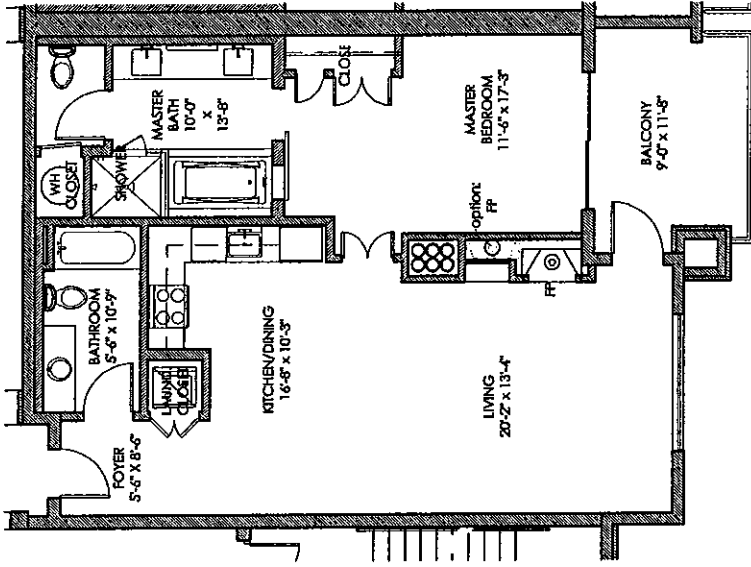 MASTER
BATH
10'-0"
x
13'-8"
CLOSE
MASTER
BEDROOM
11'-6" x 17'-3"
BALCONY
9'-0" x 11'-8"
WH
CLOSET
SHOWER
-option:
FP
BATHROOM
5'-6" x 10'-9"
FP
LAUND.
CLOSET
KITCHEN/DINING
16'-8" x 10'-3"
LIVING
20'-2" x 13'-4"
FOYER
5'-6" X 8'-6"